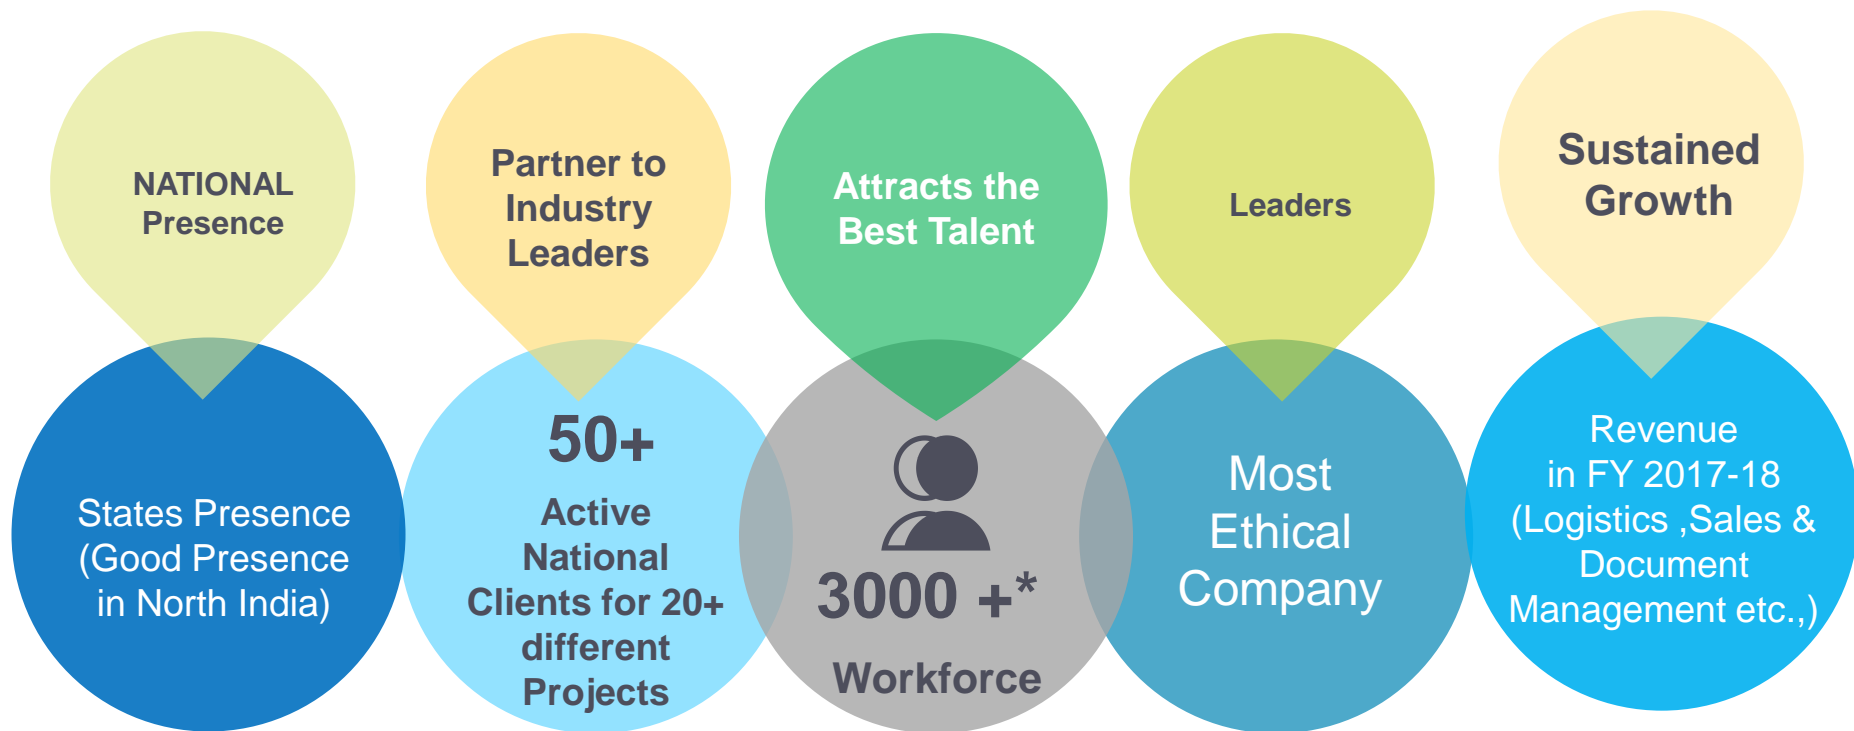 NATIONAL
Presence
States Presence
(Good Presence
in North India)
Partner to
Industry
Leaders
50+
Active
National
Clients for 20+
different
Projects
Attracts the
Best Talent
3000 +*
Workforce
Leaders
Most
Ethical
Company
Sustained
Growth
Revenue
in FY 2017-18
(Logistics ,Sales &
Document
Management etc.,)